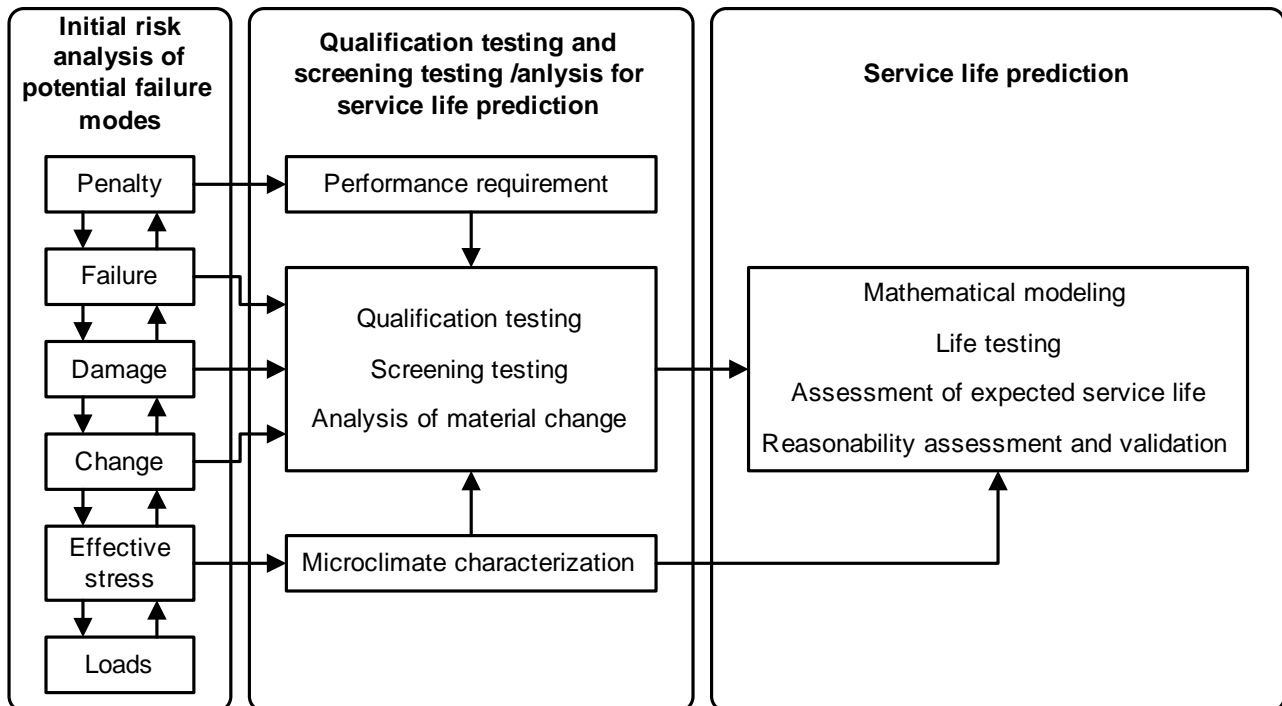 Initial risk
analysis of
potential failure
modes
Penalty
Failure
Damage
Change
Effective
stress
Loads
Qualification testing and
screening testing /anlysis for
service life prediction
Performance requirement
Qualification testing
Screening testing
Analysis of material change
Microclimate characterization
Service life prediction
Mathematical modeling
Life testing
Assessment of expected service life
Reasonability assessment and validation